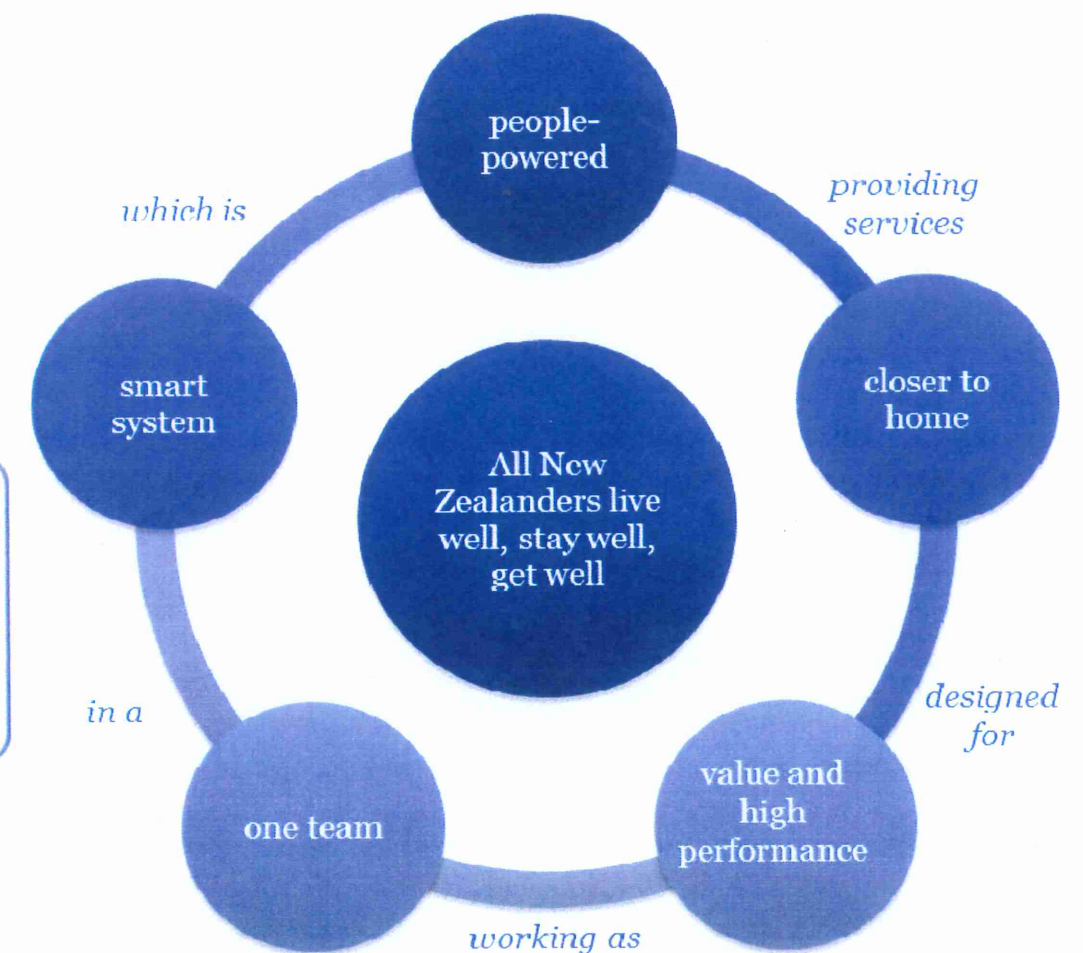 people-
powered
providing
services
closer to
home
designed
for
value and
high
performance
working as
one team
in a
smart
system
which is
All New
Zealanders live
well, stay well,
get well